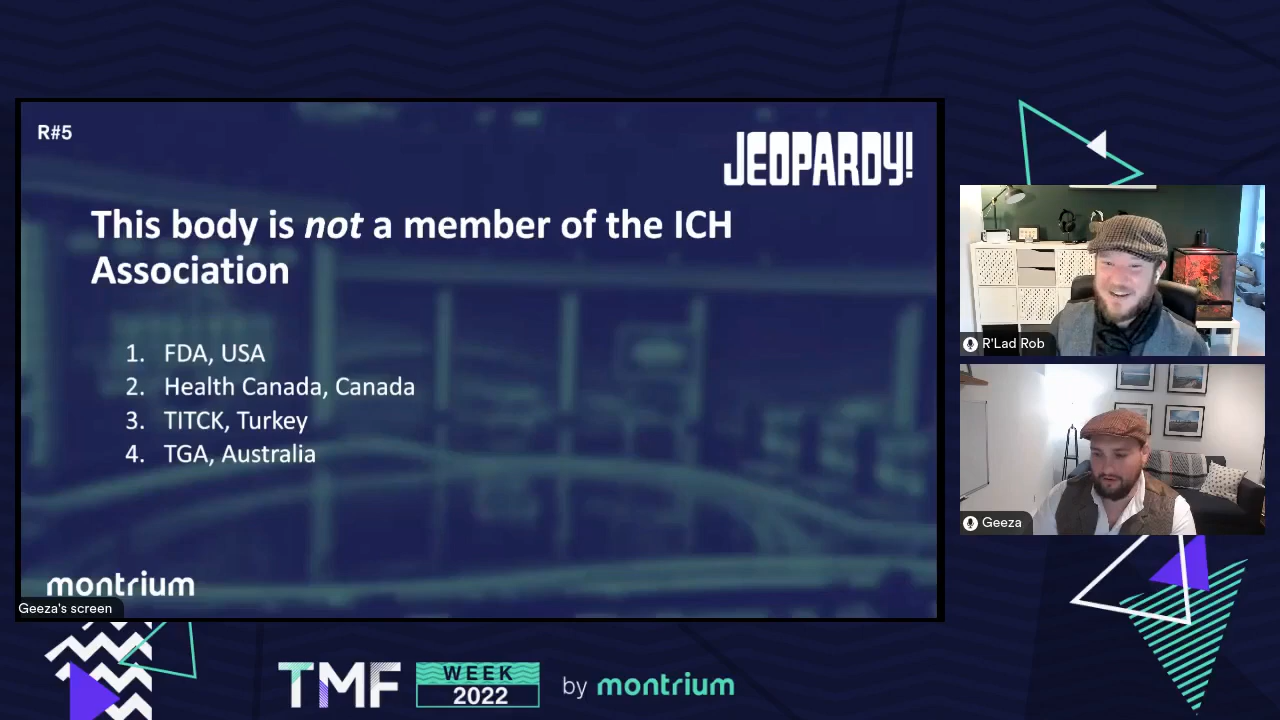 R#5
JEOPARDY!
This body is not a member of the ICH
Association
1. FDA, USA
2. Health Canada, Canada
3. TITCK, Turkey
4. TGA, Australia
montrium
Geeza's screen
R'Lad Rob
Geeza
TMF
WEEK
2022
by montrium